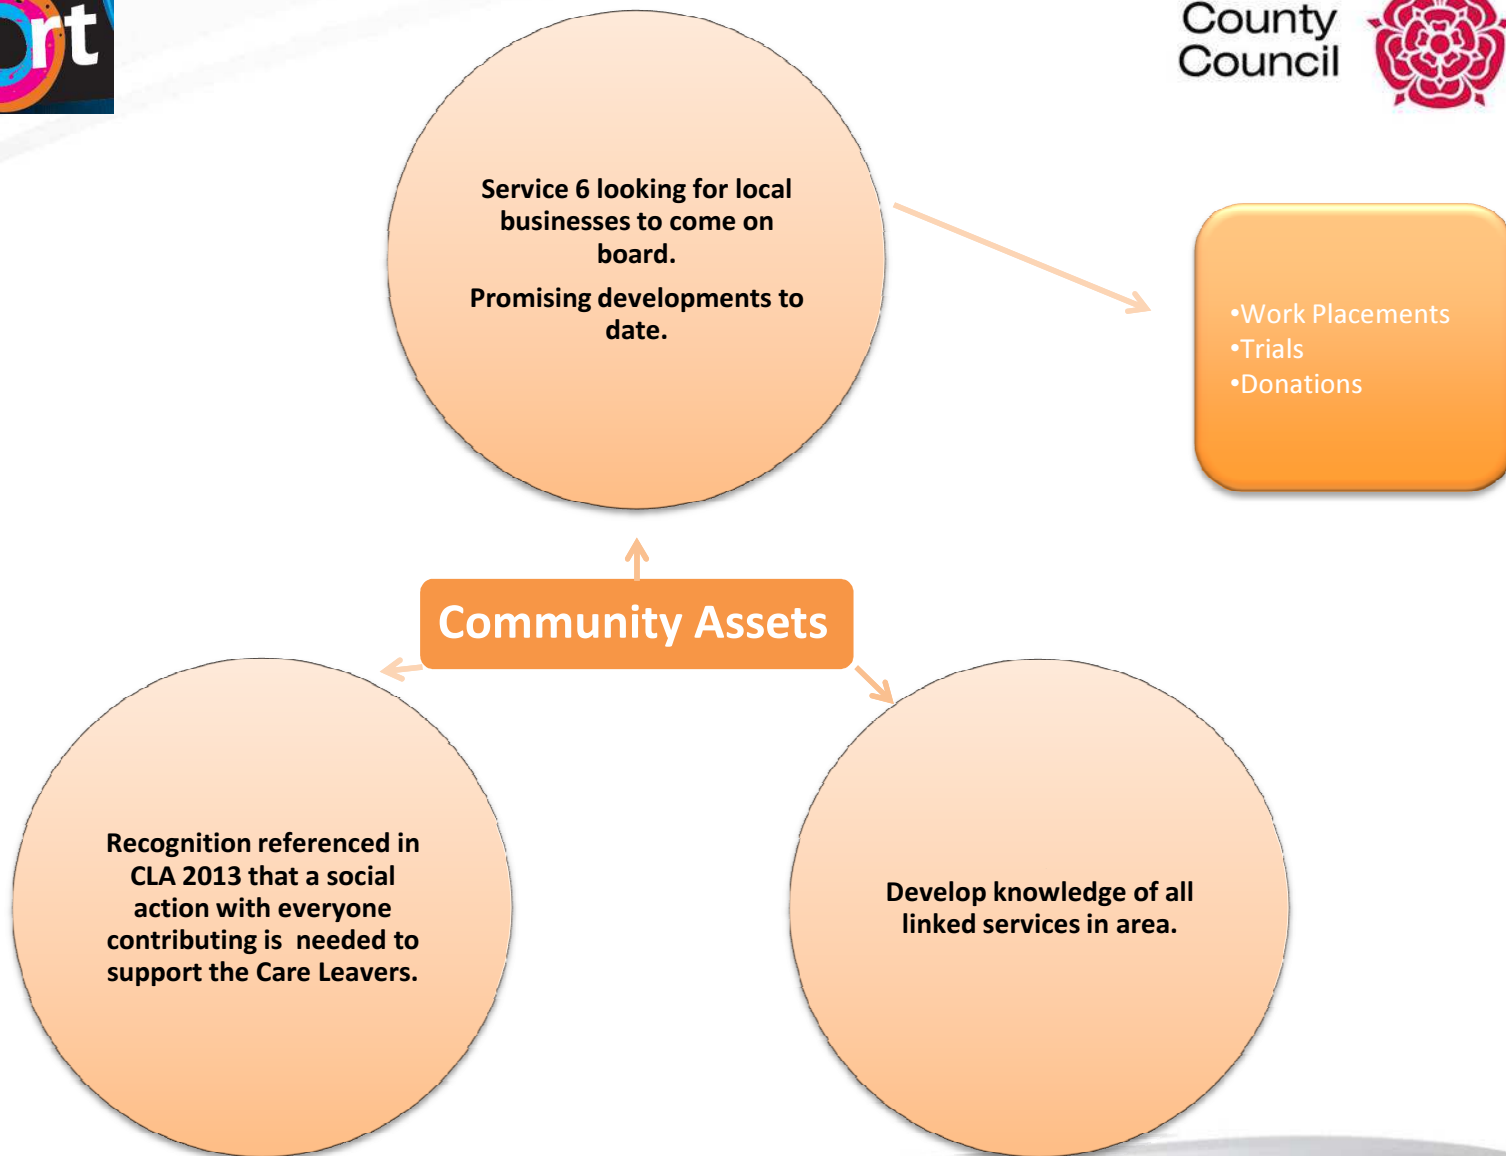 rt
County
Council
Service 6 looking for local
businesses to come on
board.
Promising developments to
date.
•Work Placements
•Trials
•Donations
Community Assets
Recognition referenced in
CLA 2013 that a social
action with everyone
contributing is  needed to
support the Care Leavers.
Develop knowledge of all
linked services in area.